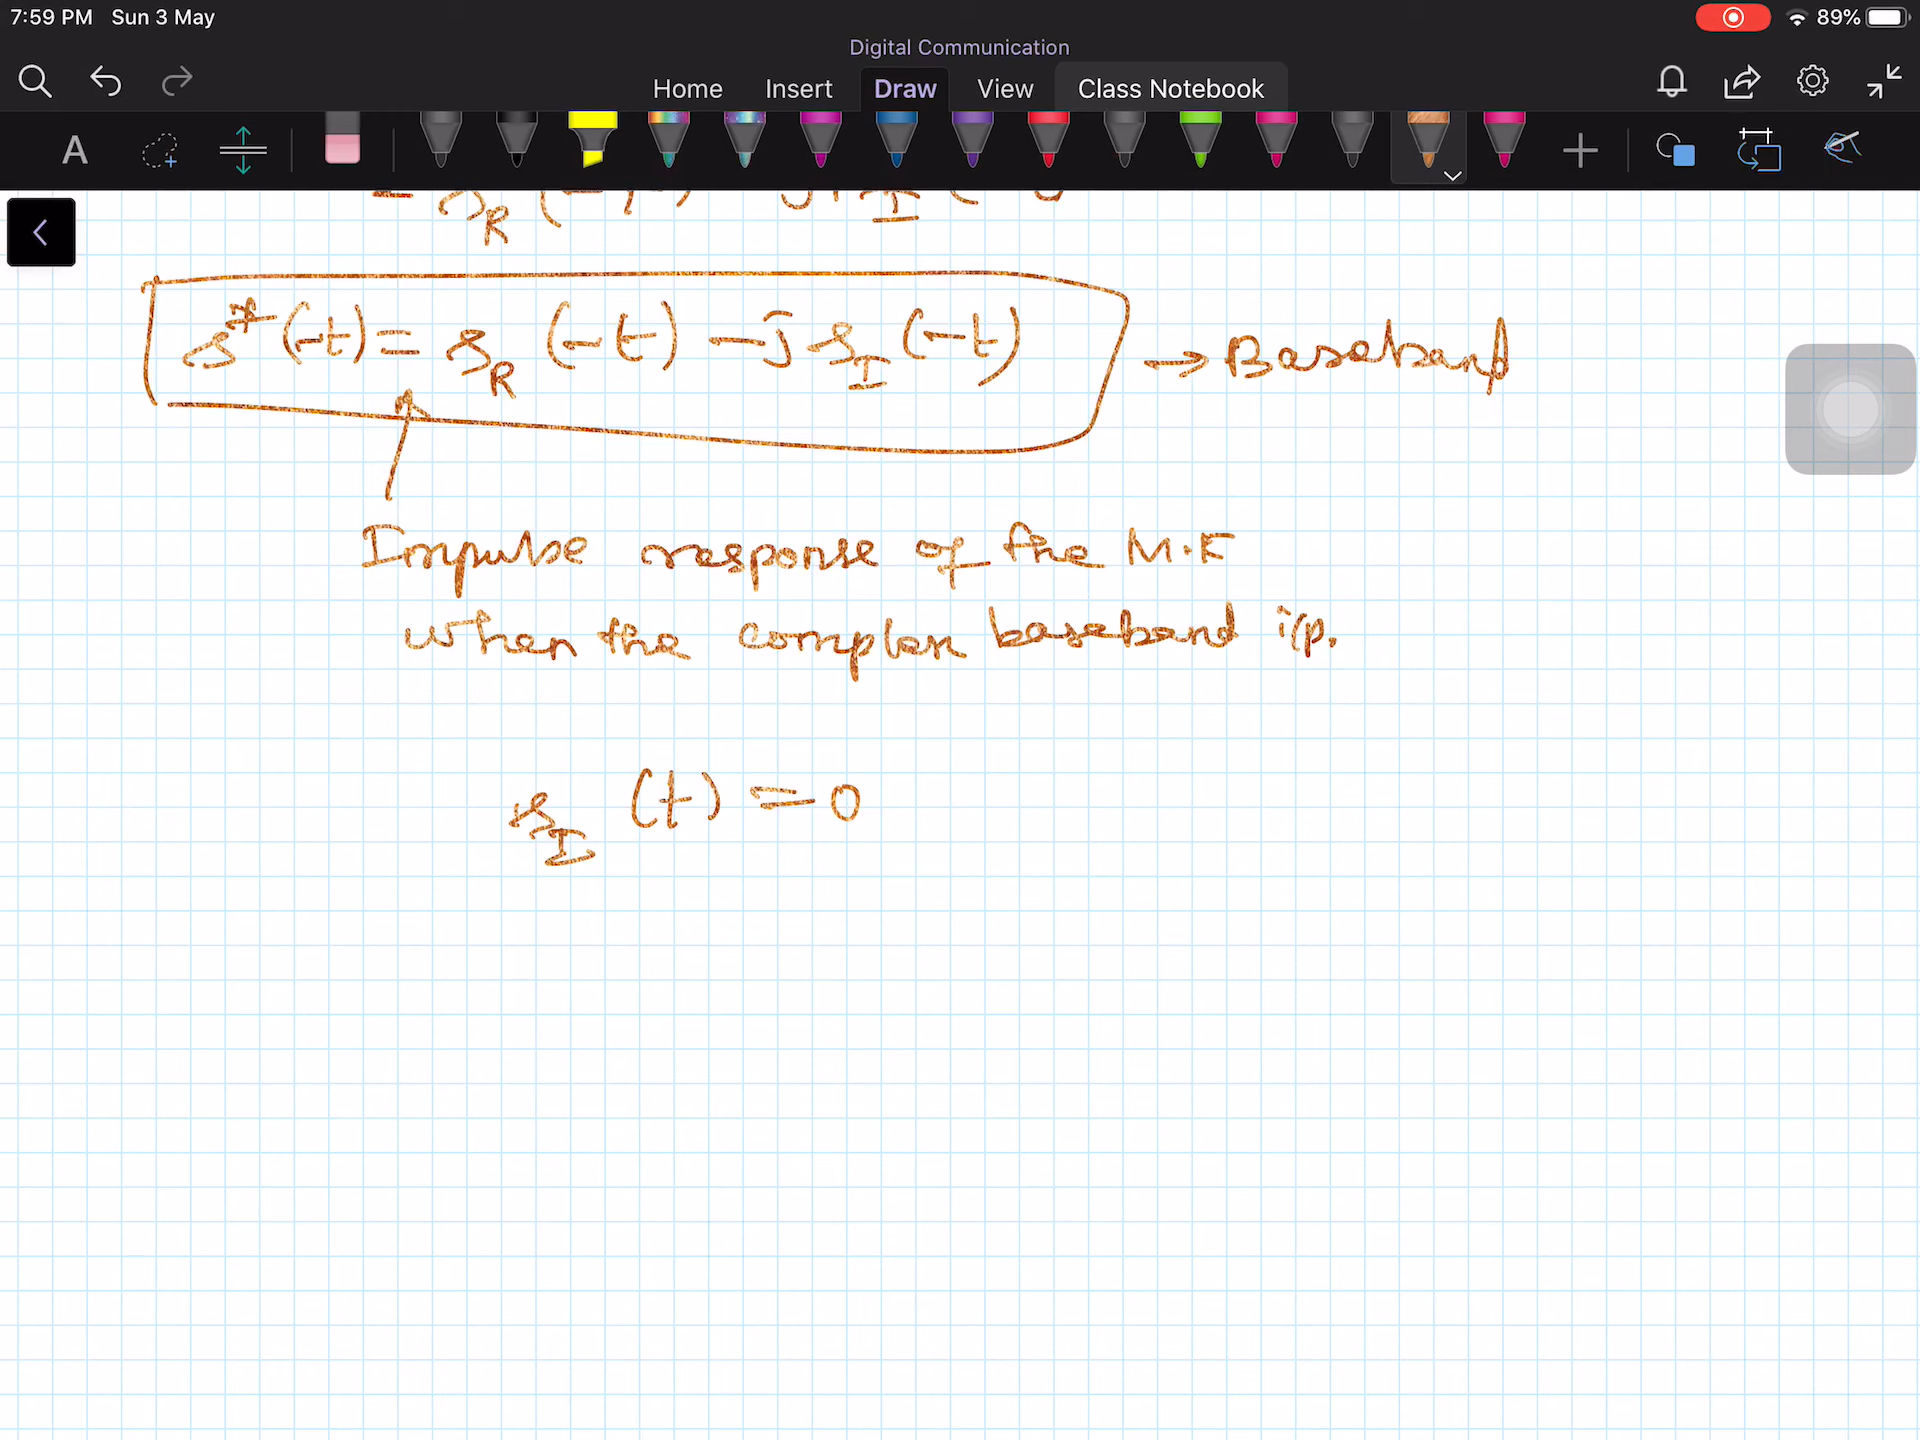 7:59 PM Sun 3 May
89%
Digital Communication
Home Insert Draw View Class Notebook
A
s*(-t) = s_R (-t) - j s_I (-t) → Baseband
Impulse response of the M.F
when the complex baseband i/p.
s_I (t) = 0